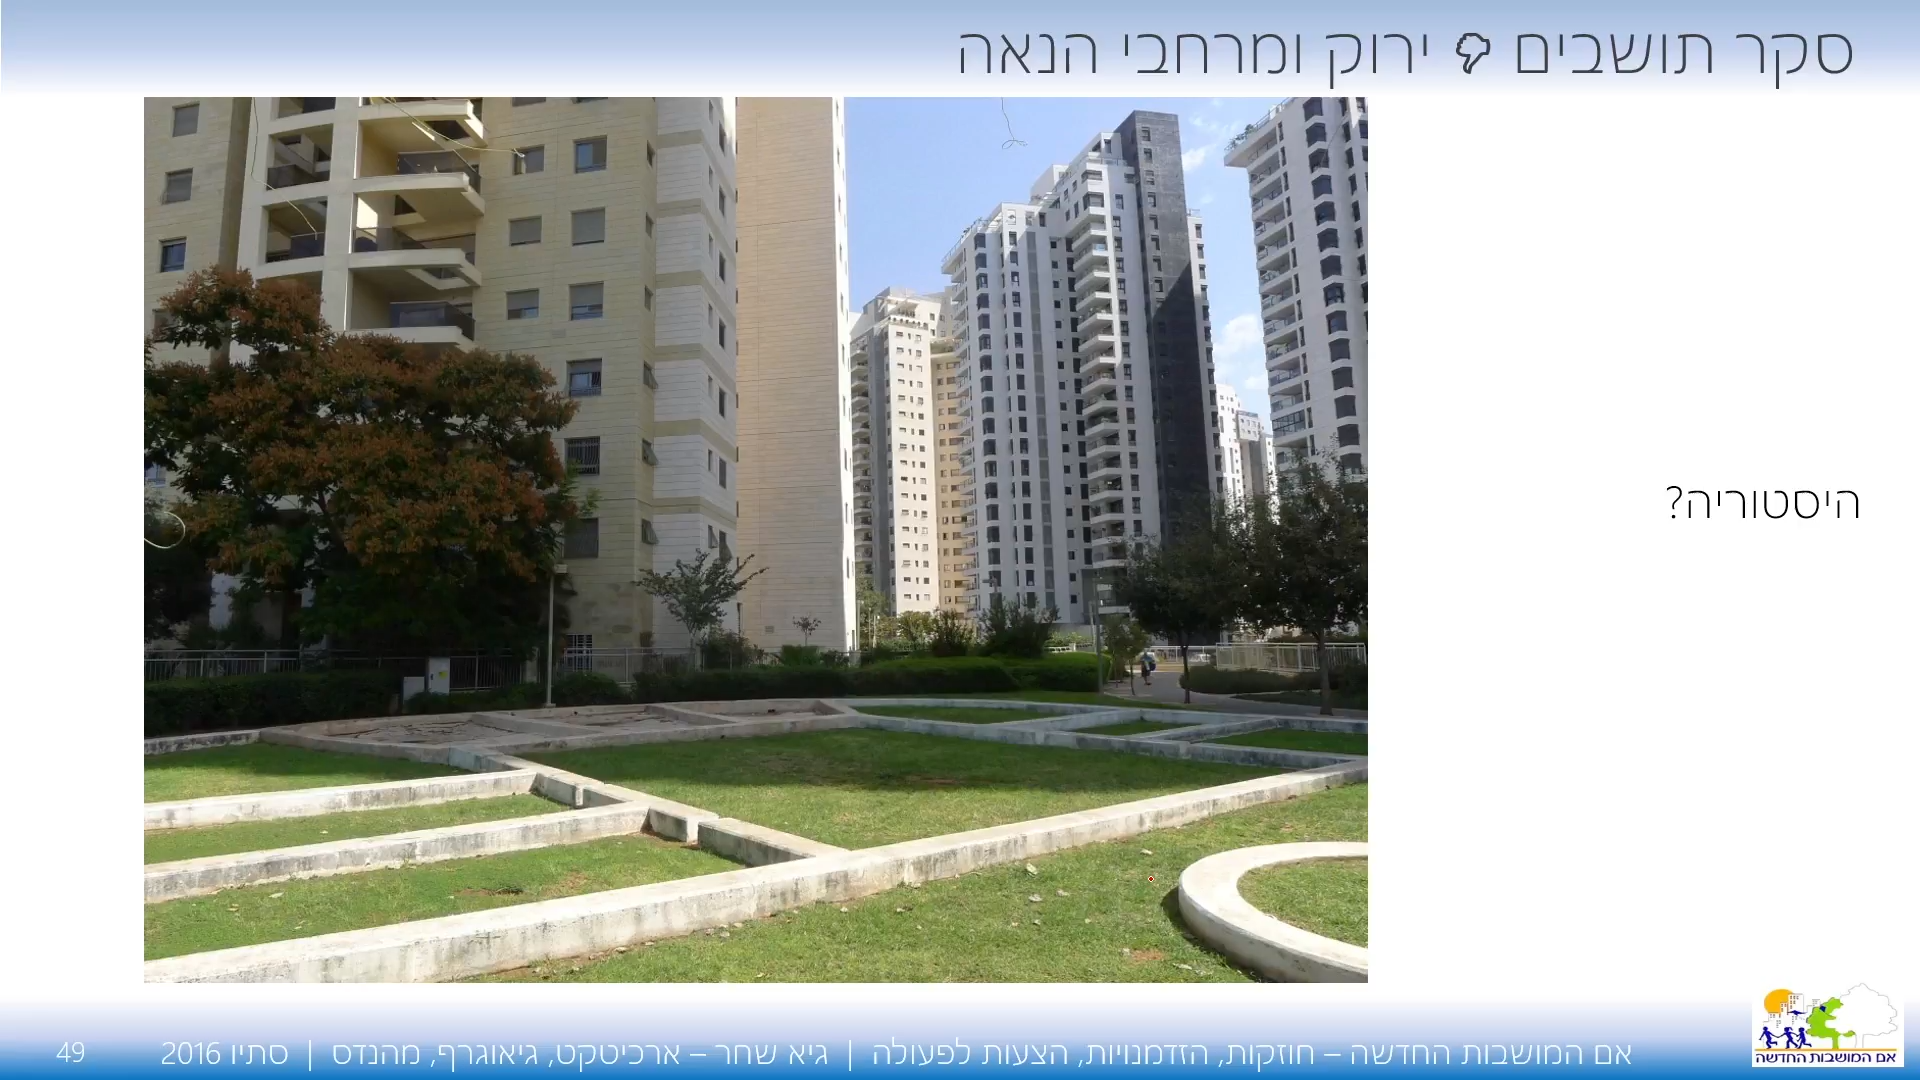 סקר תושבים 👎 ירוק ומרחבי הנאה
היסטוריה?
אם המושבות החדשה
אם המושבות החדשה – חוזקות, הזדמנויות, הצעות לפעולה | גיא שחר – ארכיטקט, גיאוגרף, מהנדס | סתיו 2016
49